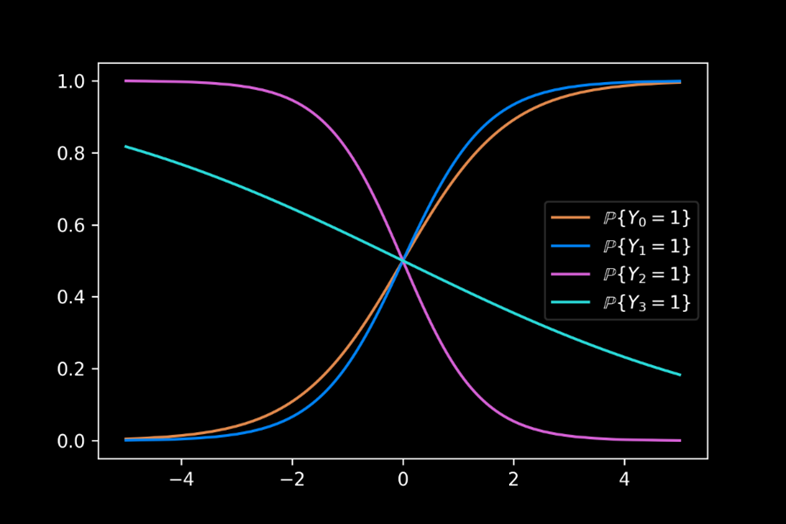 1.0
0.8
0.6
0.4
0.2
0.0
−4 −2 0 2 4
ℙ{Y₀ = 1}
ℙ{Y₁ = 1}
ℙ{Y₂ = 1}
ℙ{Y₃ = 1}